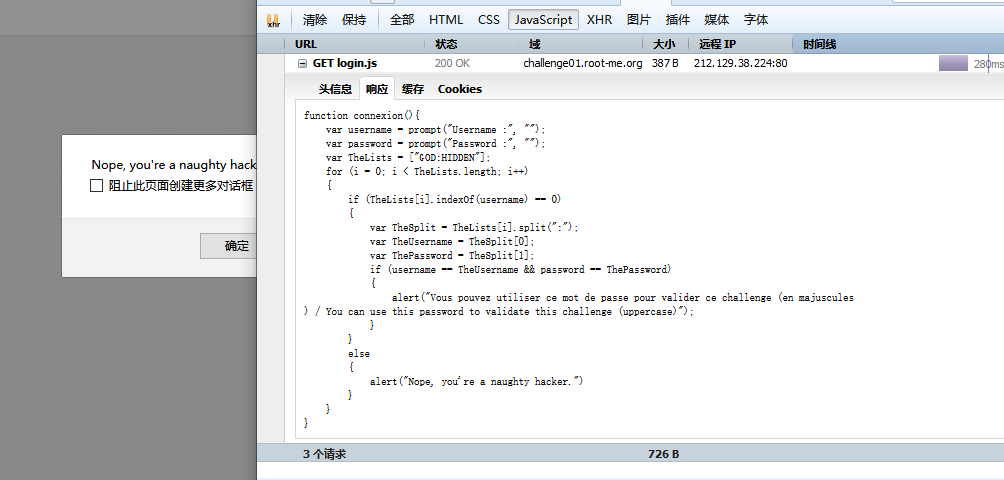 xhr 清除 保持 全部 HTML CSS JavaScript XHR 图片 插件 媒体 字体
URL 状态 域 大小 远程 IP 时间线
GET login.js 200 OK challenge01.root-me.org 387 B 212.129.38.224:80 280ms
头信息 响应 缓存 Cookies
function connexion(){
var username = prompt("Username :", "");
var password = prompt("Password :", "");
var TheLists = ["GOD:HIDDEN"];
for (i = 0; i < TheLists.length; i++)
{
if (TheLists[i].indexOf(username) == 0)
{
var TheSplit = TheLists[i].split(":");
var TheUsername = TheSplit[0];
var ThePassword = TheSplit[1];
if (username == TheUsername && password == ThePassword)
{
alert("Vous pouvez utiliser ce mot de passe pour valider ce challenge (en majuscules
) / You can use this password to validate this challenge (uppercase)");
}
}
else
{
alert("Nope, you're a naughty hacker.")
}
}
}
3 个请求 726 B
Nope, you're a naughty hack
阻止此页面创建更多对话框
确定